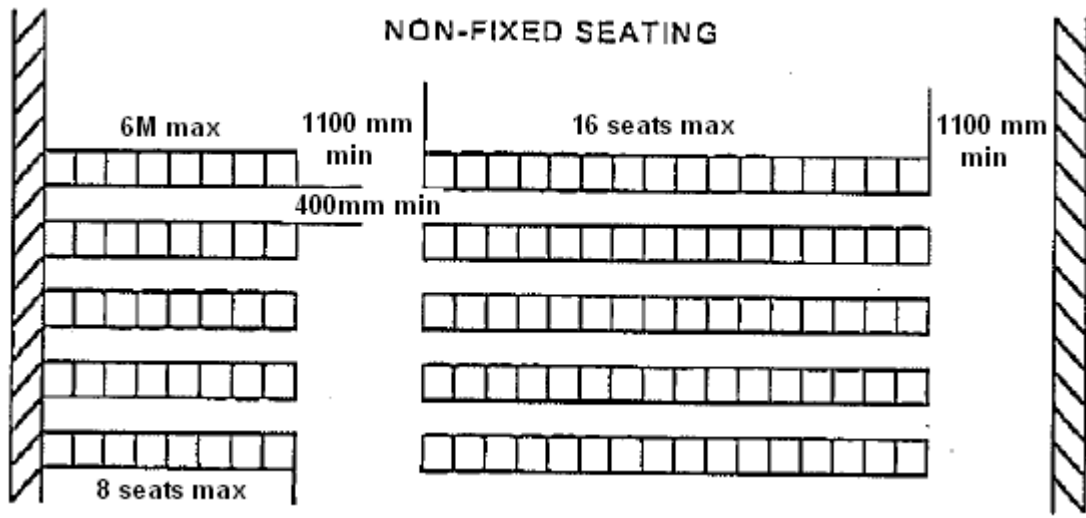 NON-FIXED SEATING
6M max
1100 mm
min
16 seats max
1100 mm
min
400mm min
8 seats max